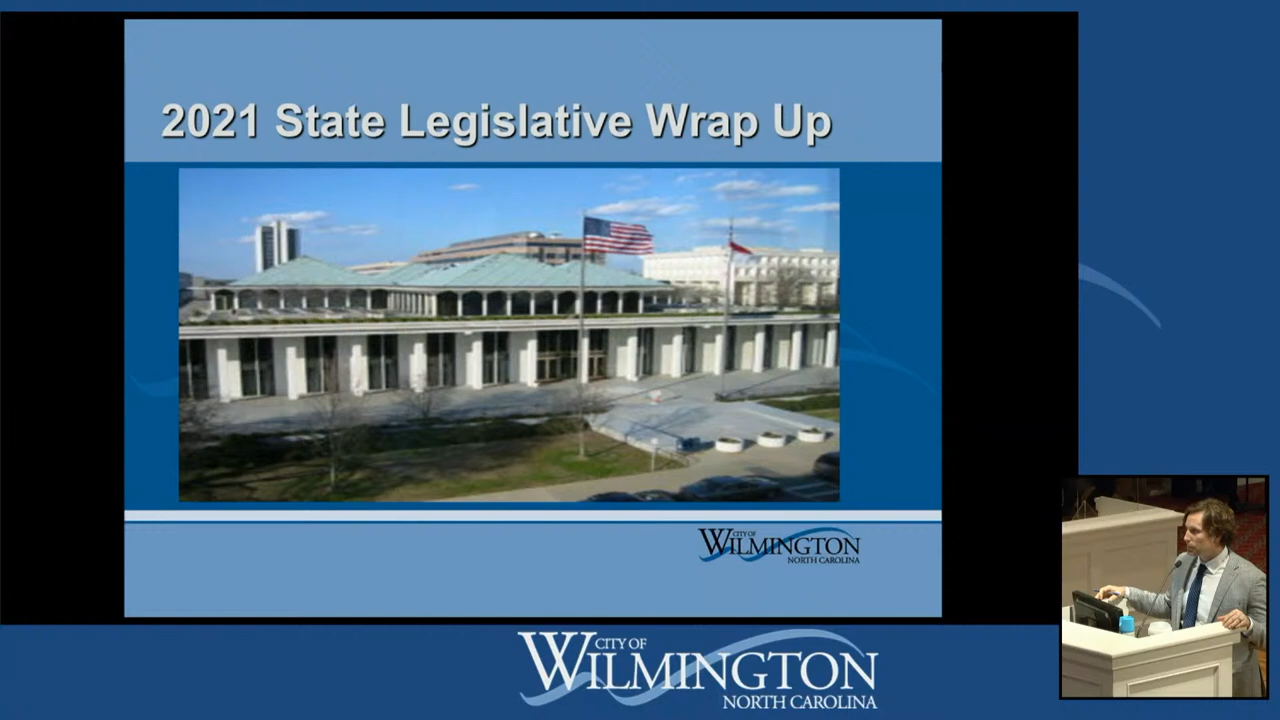 2021 State Legislative Wrap Up
CITY OF
WILMINGTON
NORTH CAROLINA
CITY OF
WILMINGTON
NORTH CAROLINA